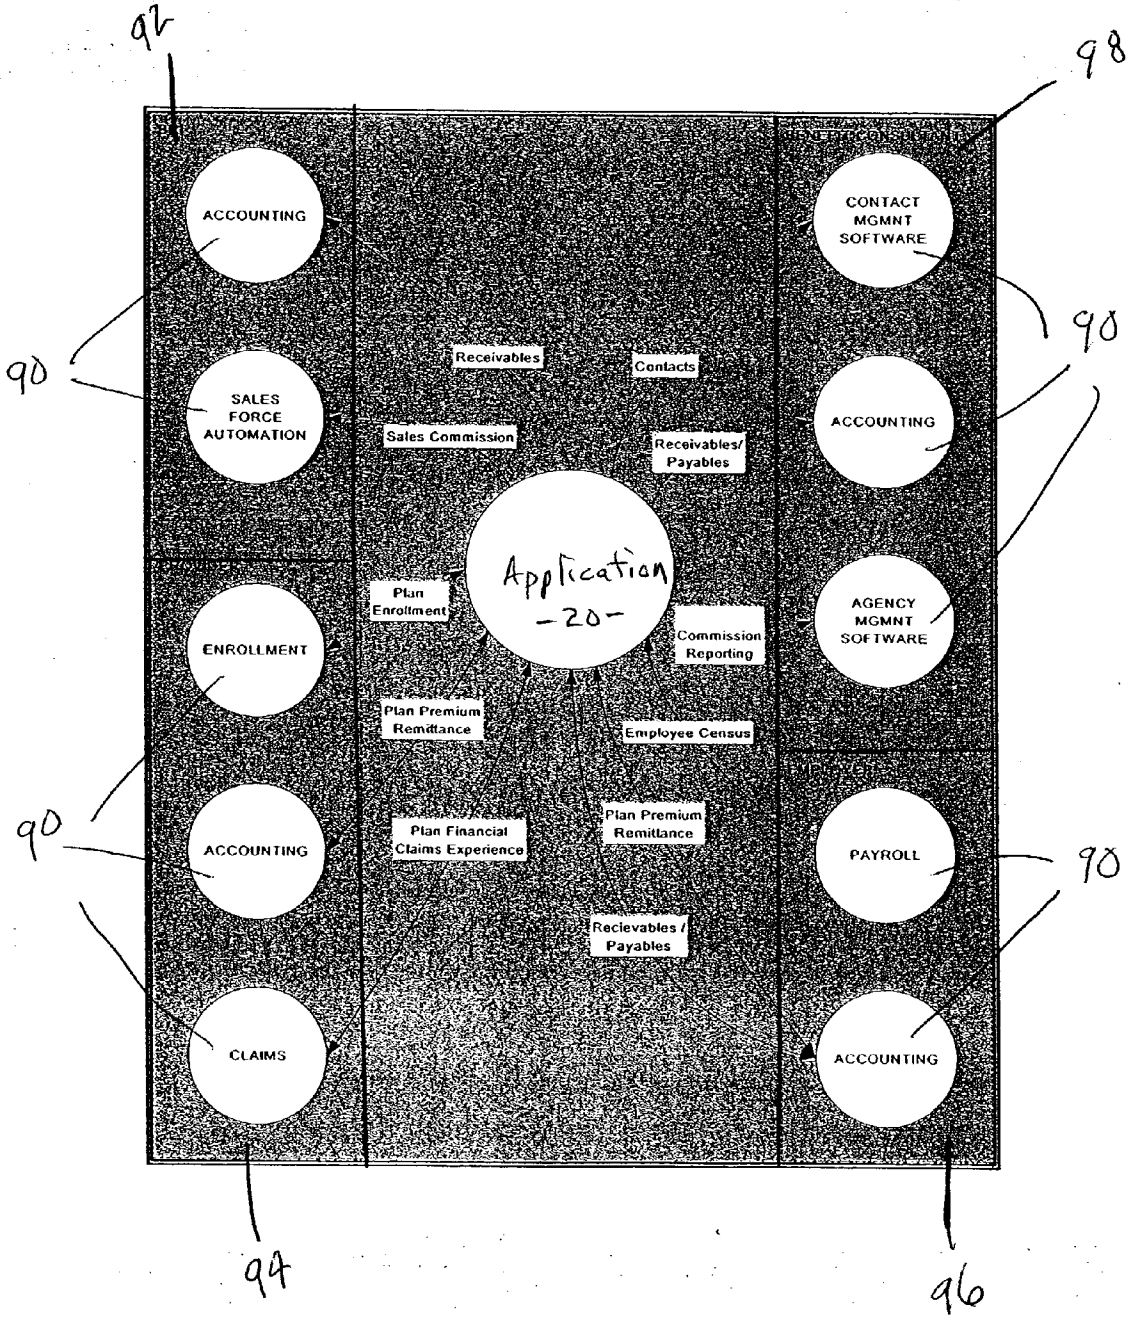 92
98
BENEFIT CONSULTANT
ACCOUNTING
CONTACT
MGMNT
SOFTWARE
90
90
Receivables
Contacts
SALES
FORCE
AUTOMATION
Sales Commission
Receivables/
Payables
ACCOUNTING
Application
-20-
Plan
Enrollment
Commission
Reporting
AGENCY
MGMNT
SOFTWARE
ENROLLMENT
Plan Premium
Remittance
Employee Census
90
ACCOUNTING
Plan Financial
Claims Experience
Plan Premium
Remittance
PAYROLL
90
Recievables /
Payables
CLAIMS
ACCOUNTING
94
96